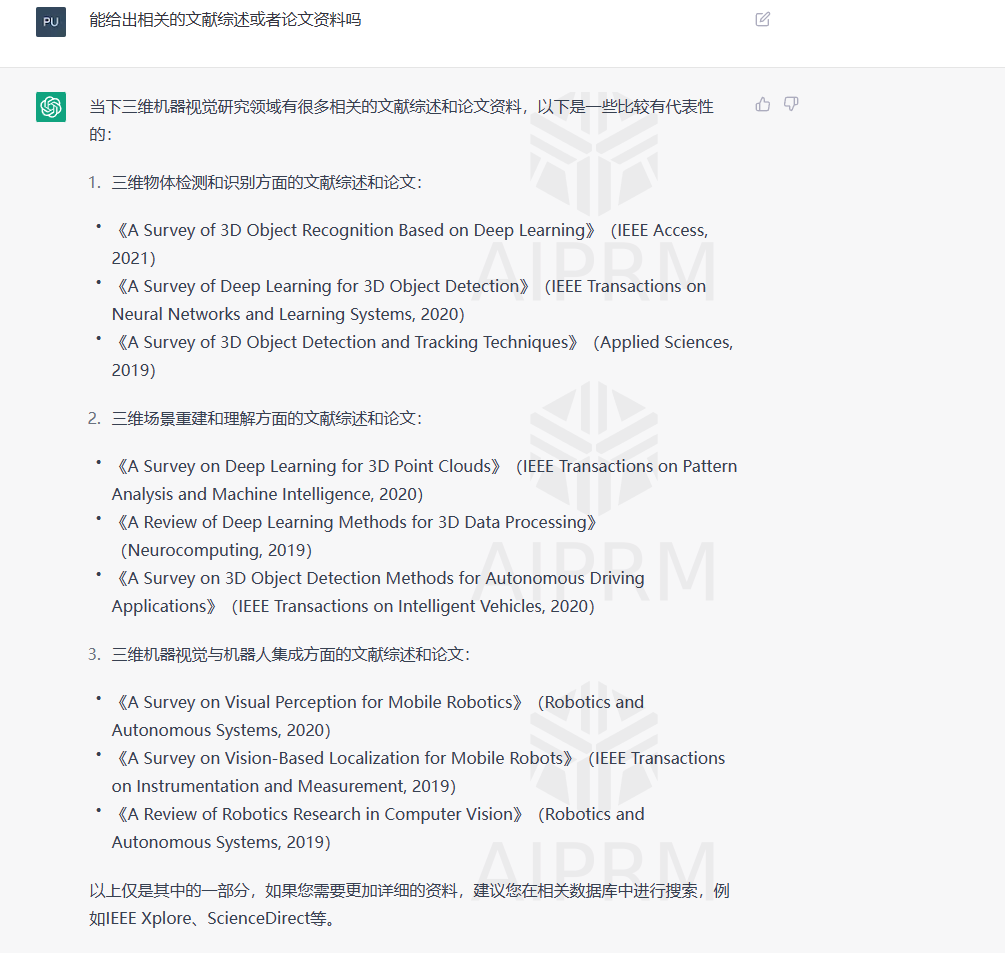 PU
能给出相关的文献综述或者论文资料吗
当下三维机器视觉研究领域有很多相关的文献综述和论文资料，以下是一些比较有代表性
的：
1. 三维物体检测和识别方面的文献综述和论文：
• 《A Survey of 3D Object Recognition Based on Deep Learning》（IEEE Access,
2021）
• 《A Survey of Deep Learning for 3D Object Detection》（IEEE Transactions on
Neural Networks and Learning Systems, 2020）
• 《A Survey of 3D Object Detection and Tracking Techniques》（Applied Sciences,
2019）
2. 三维场景重建和理解方面的文献综述和论文：
• 《A Survey on Deep Learning for 3D Point Clouds》（IEEE Transactions on Pattern
Analysis and Machine Intelligence, 2020）
• 《A Review of Deep Learning Methods for 3D Data Processing》
（Neurocomputing, 2019）
• 《A Survey on 3D Object Detection Methods for Autonomous Driving
Applications》（IEEE Transactions on Intelligent Vehicles, 2020）
3. 三维机器视觉与机器人集成方面的文献综述和论文：
• 《A Survey on Visual Perception for Mobile Robotics》（Robotics and
Autonomous Systems, 2020）
• 《A Survey on Vision-Based Localization for Mobile Robots》（IEEE Transactions
on Instrumentation and Measurement, 2019）
• 《A Review of Robotics Research in Computer Vision》（Robotics and
Autonomous Systems, 2019）
以上仅是其中的一部分，如果您需要更加详细的资料，建议您在相关数据库中进行搜索，例
如IEEE Xplore、ScienceDirect等。
AIPRM
AIPRM
AIPRM